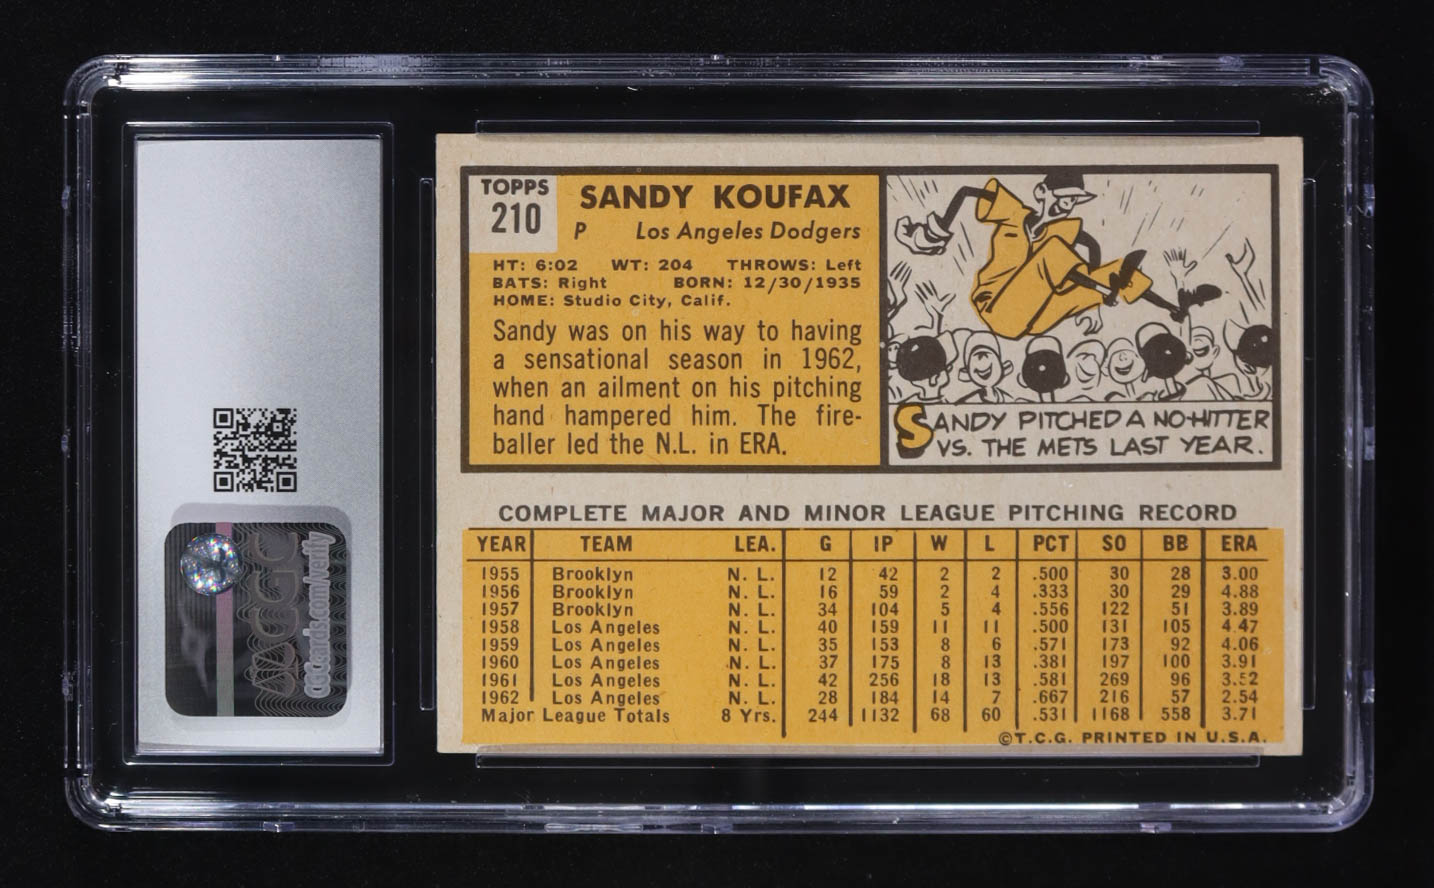 TOPPS
210
SANDY KOUFAX
P Los Angeles Dodgers
HT: 6:02 WT: 204 THROWS: Left
BATS: Right BORN: 12/30/1935
HOME: Studio City, Calif.
Sandy was on his way to having
a sensational season in 1962,
when an ailment on his pitching
hand hampered him. The fire-
baller led the N.L. in ERA.
SANDY PITCHED A NO-HITTER
VS. THE METS LAST YEAR.
COMPLETE MAJOR AND MINOR LEAGUE PITCHING RECORD
YEAR TEAM LEA. G IP W L PCT SO BB ERA
1955 Brooklyn N. L. 12 42 2 2 .500 30 28 3.00
1956 Brooklyn N. L. 16 59 2 4 .333 30 29 4.88
1957 Brooklyn N. L. 34 104 5 4 .556 122 51 3.89
1958 Los Angeles N. L. 40 159 11 11 .500 131 105 4.47
1959 Los Angeles N. L. 35 153 8 6 .571 173 92 4.06
1960 Los Angeles N. L. 37 175 8 13 .381 197 100 3.91
1961 Los Angeles N. L. 42 256 18 13 .581 269 96 3.52
1962 Los Angeles N. L. 28 184 14 7 .667 216 57 2.54
Major League Totals 8 Yrs. 244 1132 68 60 .531 1168 558 3.71
©T.C.G. PRINTED IN U.S.A.
CGC
cgccards.com/verify